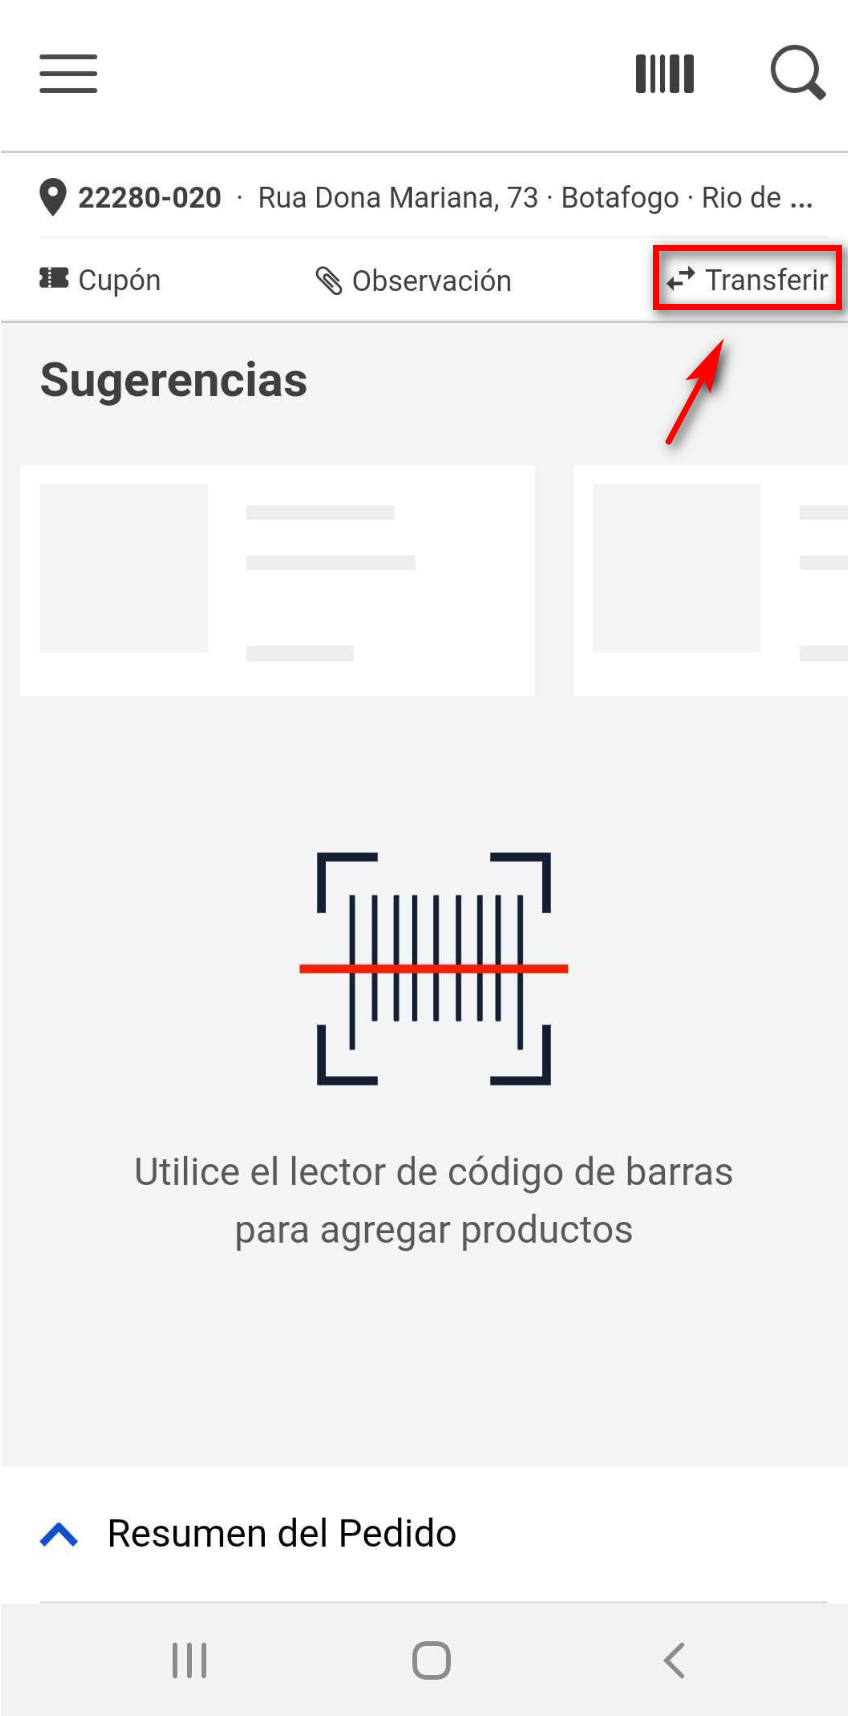 22280-020 · Rua Dona Mariana, 73 · Botafogo · Rio de ...
Cupón Observación Transferir
Sugerencias
Utilice el lector de código de barras
para agregar productos
Resumen del Pedido